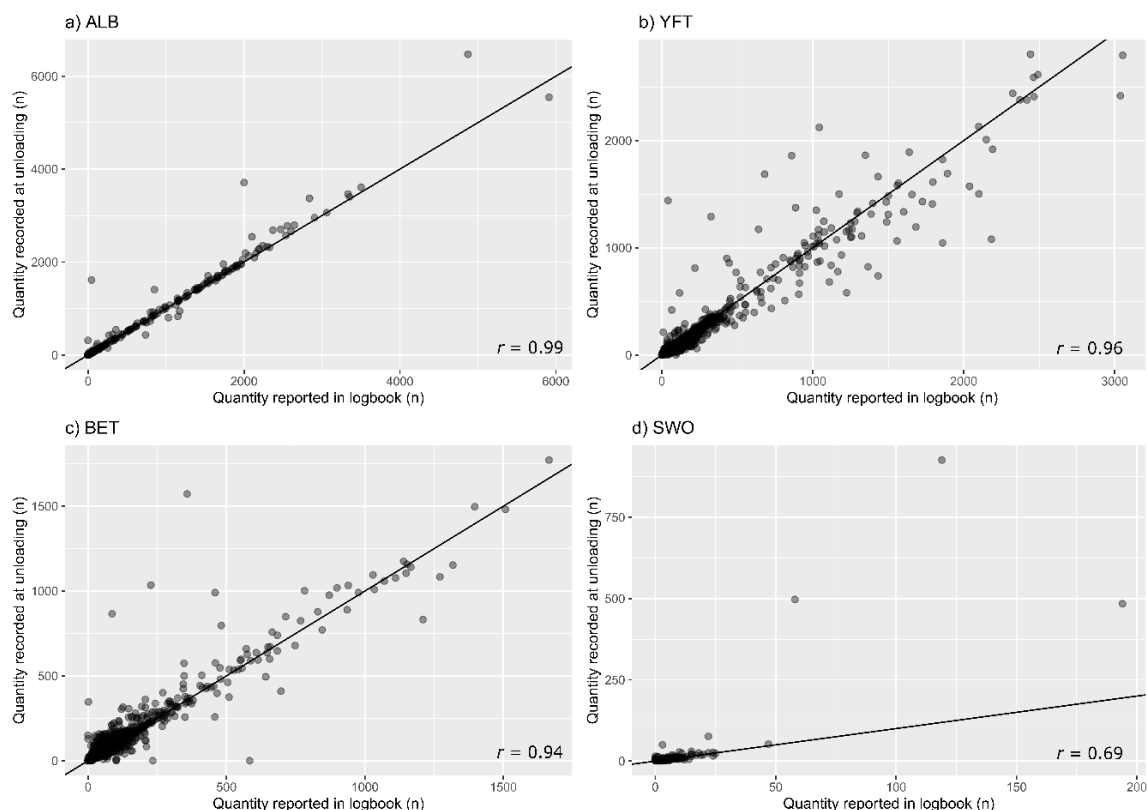 a) ALB
Quantity recorded at unloading (n)
6000
4000
2000
0
r = 0.99
0
2000
4000
6000
Quantity reported in logbook (n)
b) YFT
Quantity recorded at unloading (n)
2000
1000
0
r = 0.96
0
1000
2000
3000
Quantity reported in logbook (n)
c) BET
Quantity recorded at unloading (n)
1500
1000
500
0
r = 0.94
0
500
1000
1500
Quantity reported in logbook (n)
d) SWO
Quantity recorded at unloading (n)
750
500
250
0
r = 0.69
0
50
100
150
200
Quantity reported in logbook (n)